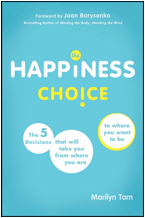 Foreword by Joan Borysenko
Bestselling Author of Minding the Body, Mending the Mind
the
HAPPINESS
CHOICE
The 5
Decisions
that will
take you
from where
you are
to where
you want
to be
Marilyn Tam